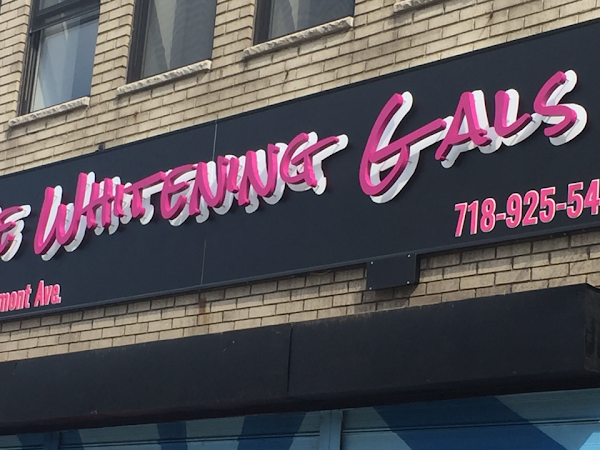 Whitening Gals
718-925-54
mont Ave.